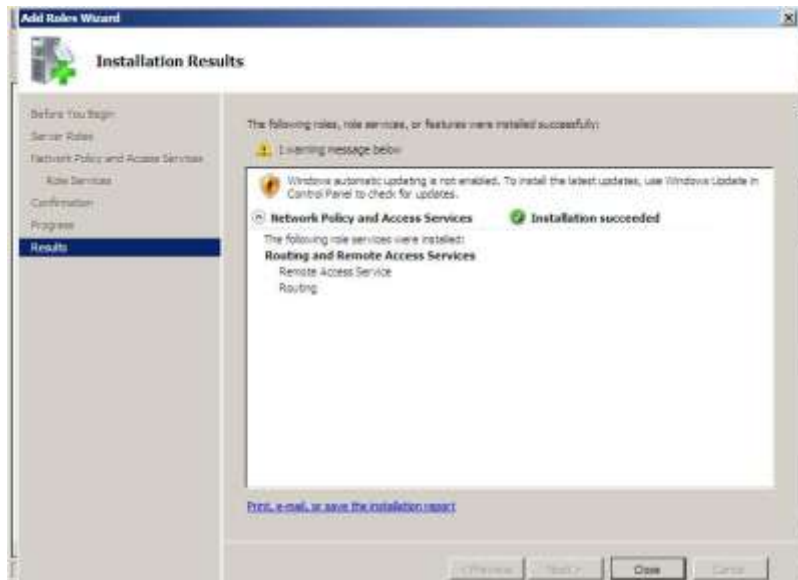 Add Roles Wizard
Installation Results
Before You Begin
Server Roles
Network Policy and Access Services
Role Services
Confirmation
Progress
Results
The following roles, role services, or features were installed successfully:
1 warning message below
Windows automatic updating is not enabled. To install the latest updates, use Windows Update in
Control Panel to check for updates.
Network Policy and Access Services
Installation succeeded
The following role services were installed:
Routing and Remote Access Services
Remote Access Service
Routing
Print, e-mail, or save the installation report
< Previous
Next >
Close
Cancel